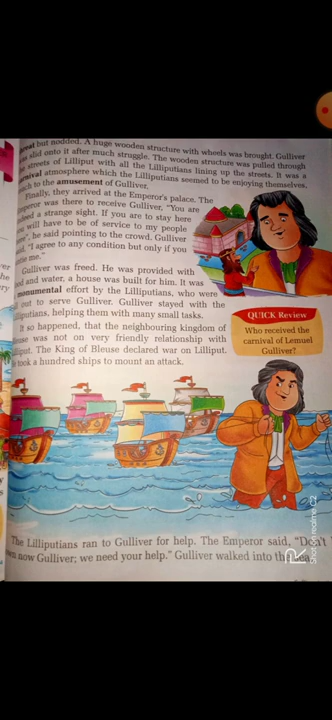 but nodded. A huge wooden structure with wheels was brought. Gulliver
slid onto it after much struggle. The wooden structure was pulled through
streets of Lilliput with all the Lilliputians lining up the streets. It was a
atmosphere which the Lilliputians seemed to be enjoying themselves,
to the amusement of Gulliver.
Finally, they arrived at the Emperor's palace. The
was there to receive Gulliver, "You are
a strange sight. If you are to stay here
will have to be of service to my people
he said pointing to the crowd. Gulliver
"I agree to any condition but only if you
me."
Gulliver was freed. He was provided with
and water, a house was built for him. It was
monumental effort by the Lilliputians, who were
out to serve Gulliver. Gulliver stayed with the
helping them with many small tasks.
It so happened, that the neighbouring kingdom of
was not on very friendly relationship with
The King of Bleuse declared war on Lilliput.
took a hundred ships to mount an attack.
QUICK Review
Who received the
carnival of Lemuel
Gulliver?
The Lilliputians ran to Gulliver for help. The Emperor said, "Don't
now Gulliver; we need your help." Gulliver walked into the sea.
R
Shot on realme C2